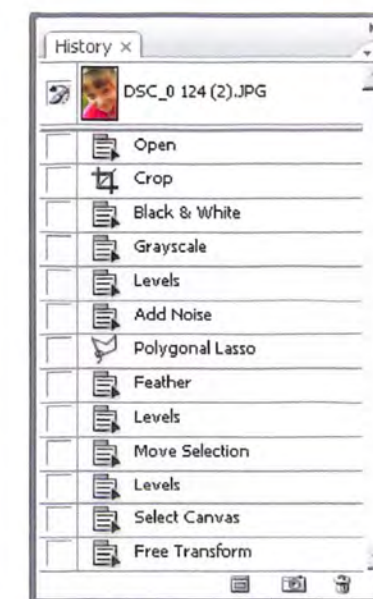 History ×
DSC_0 124 (2).JPG
Open
Crop
Black & White
Grayscale
Levels
Add Noise
Polygonal Lasso
Feather
Levels
Move Selection
Levels
Select Canvas
Free Transform